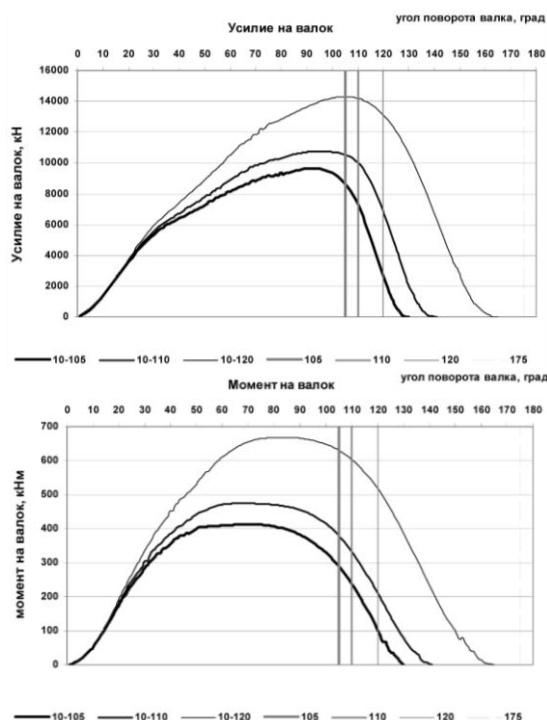 угол поворота валка, град
Усилие на валок
0 10 20 30 40 50 60 70 80 90 100 110 120 130 140 150 160 170 180
16000
14000
12000
10000
8000
6000
4000
2000
0
Усилие на валок, кН
10-105 10-110 10-120 105 110 120 175
Момент на валок
угол поворота валка, град
0 10 20 30 40 50 60 70 80 90 100 110 120 130 140 150 160 170 180
700
600
500
400
300
200
100
0
момент на валок, кНм
10-105 10-110 10-120 105 110 120 175